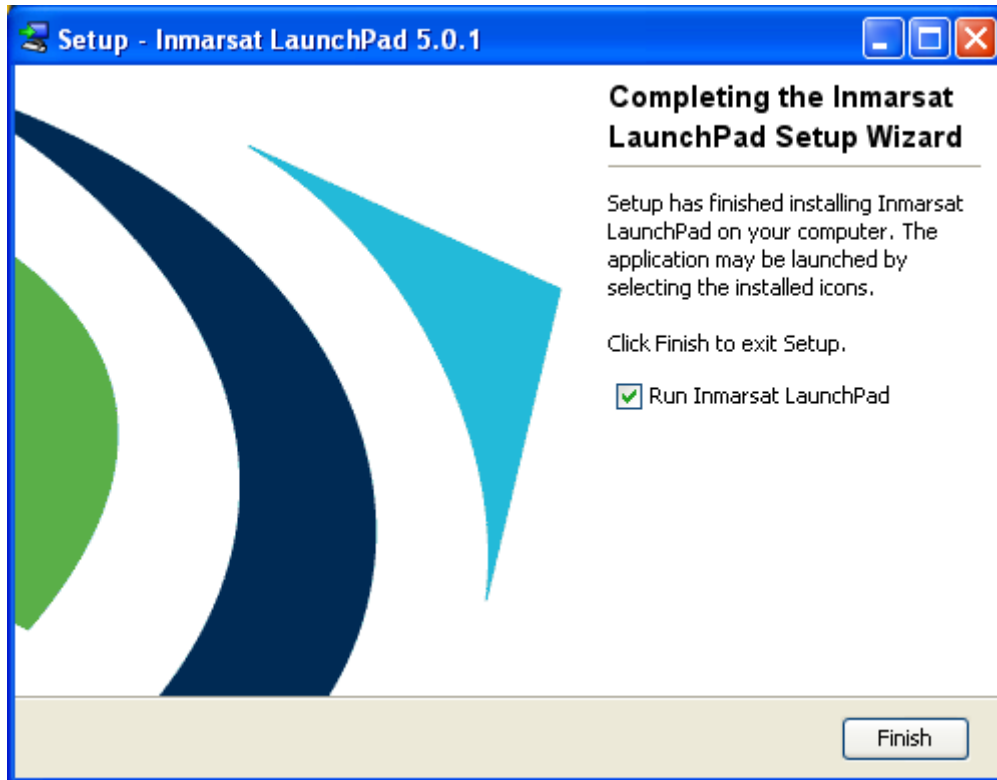 Setup - Inmarsat LaunchPad 5.0.1
Completing the Inmarsat
LaunchPad Setup Wizard
Setup has finished installing Inmarsat
LaunchPad on your computer. The
application may be launched by
selecting the installed icons.
Click Finish to exit Setup.
Run Inmarsat LaunchPad
Finish